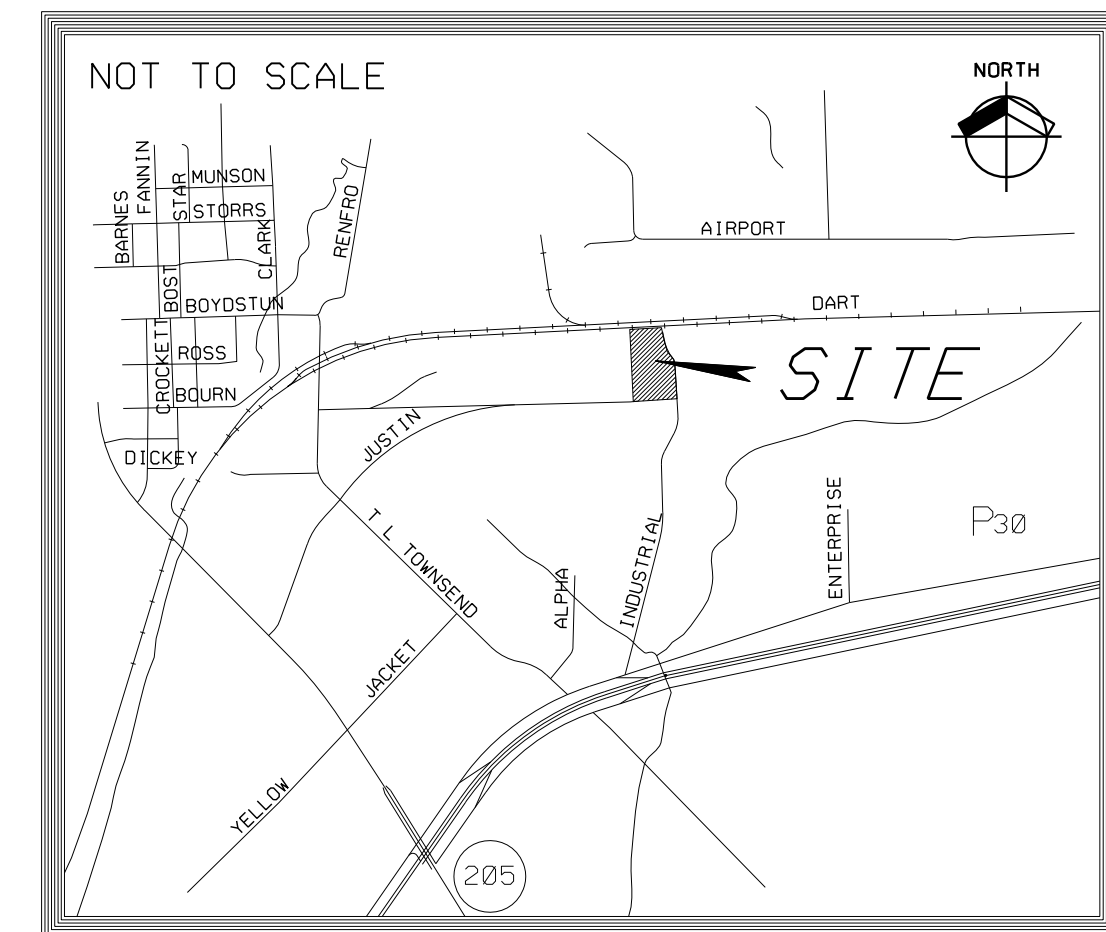 NOT TO SCALE
NORTH
FANNIN
BARNES
STAR
MUNSON
STORRS
CLARK
RENFRO
AIRPORT
BOST
BOYDSTUN
DART
CROCKETT
ROSS
BOURN
SITE
JUSTIN
DICKEY
T L TOWNSEND
ALPHA
INDUSTRIAL
ENTERPRISE
P30
YELLOW JACKET
205